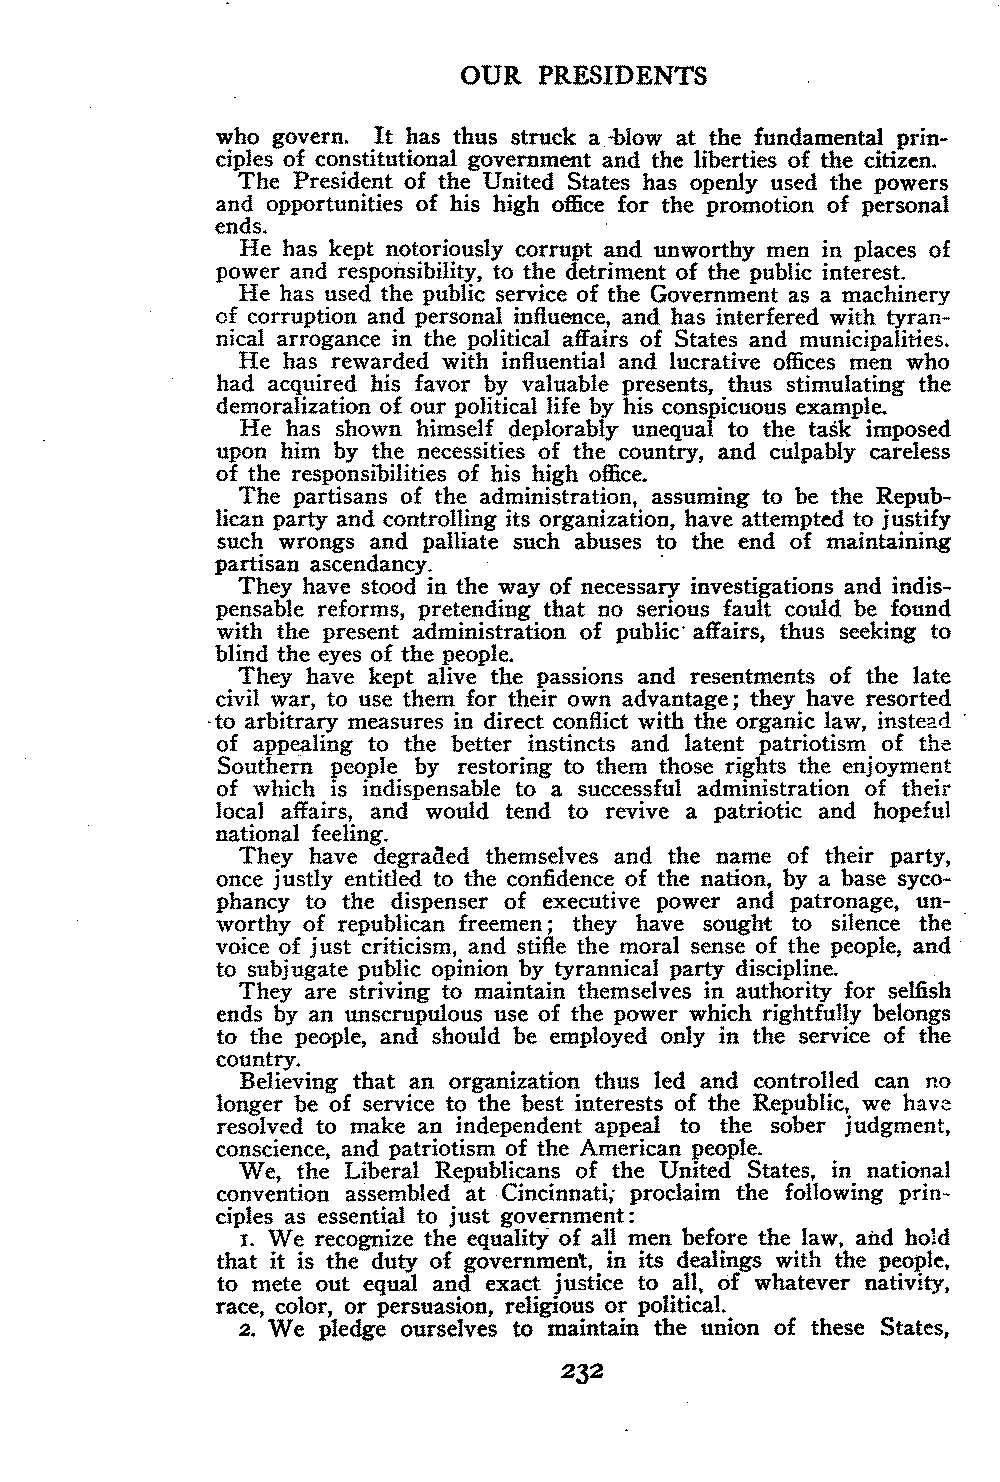 OUR PRESIDENTS
who govern. It has thus struck a blow at the fundamental prin-
ciples of constitutional government and the liberties of the citizen.
The President of the United States has openly used the powers
and opportunities of his high office for the promotion of personal
ends.
He has kept notoriously corrupt and unworthy men in places of
power and responsibility, to the detriment of the public interest.
He has used the public service of the Government as a machinery
of corruption and personal influence, and has interfered with tyran-
nical arrogance in the political affairs of States and municipalities.
He has rewarded with influential and lucrative offices men who
had acquired his favor by valuable presents, thus stimulating the
demoralization of our political life by his conspicuous example.
He has shown himself deplorably unequal to the task imposed
upon him by the necessities of the country, and culpably careless
of the responsibilities of his high office.
The partisans of the administration, assuming to be the Repub-
lican party and controlling its organization, have attempted to justify
such wrongs and palliate such abuses to the end of maintaining
partisan ascendancy.
They have stood in the way of necessary investigations and indis-
pensable reforms, pretending that no serious fault could be found
with the present administration of public affairs, thus seeking to
blind the eyes of the people.
They have kept alive the passions and resentments of the late
civil war, to use them for their own advantage; they have resorted
to arbitrary measures in direct conflict with the organic law, instead
of appealing to the better instincts and latent patriotism of the
Southern people by restoring to them those rights the enjoyment
of which is indispensable to a successful administration of their
local affairs, and would tend to revive a patriotic and hopeful
national feeling.
They have degraded themselves and the name of their party,
once justly entitled to the confidence of the nation, by a base syco-
phancy to the dispenser of executive power and patronage, un-
worthy of republican freemen; they have sought to silence the
voice of just criticism, and stifle the moral sense of the people, and
to subjugate public opinion by tyrannical party discipline.
They are striving to maintain themselves in authority for selfish
ends by an unscrupulous use of the power which rightfully belongs
to the people, and should be employed only in the service of the
country.
Believing that an organization thus led and controlled can no
longer be of service to the best interests of the Republic, we have
resolved to make an independent appeal to the sober judgment,
conscience, and patriotism of the American people.
We, the Liberal Republicans of the United States, in national
convention assembled at Cincinnati, proclaim the following prin-
ciples as essential to just government:
1. We recognize the equality of all men before the law, and hold
that it is the duty of government, in its dealings with the people,
to mete out equal and exact justice to all, of whatever nativity,
race, color, or persuasion, religious or political.
2. We pledge ourselves to maintain the union of these States,
232